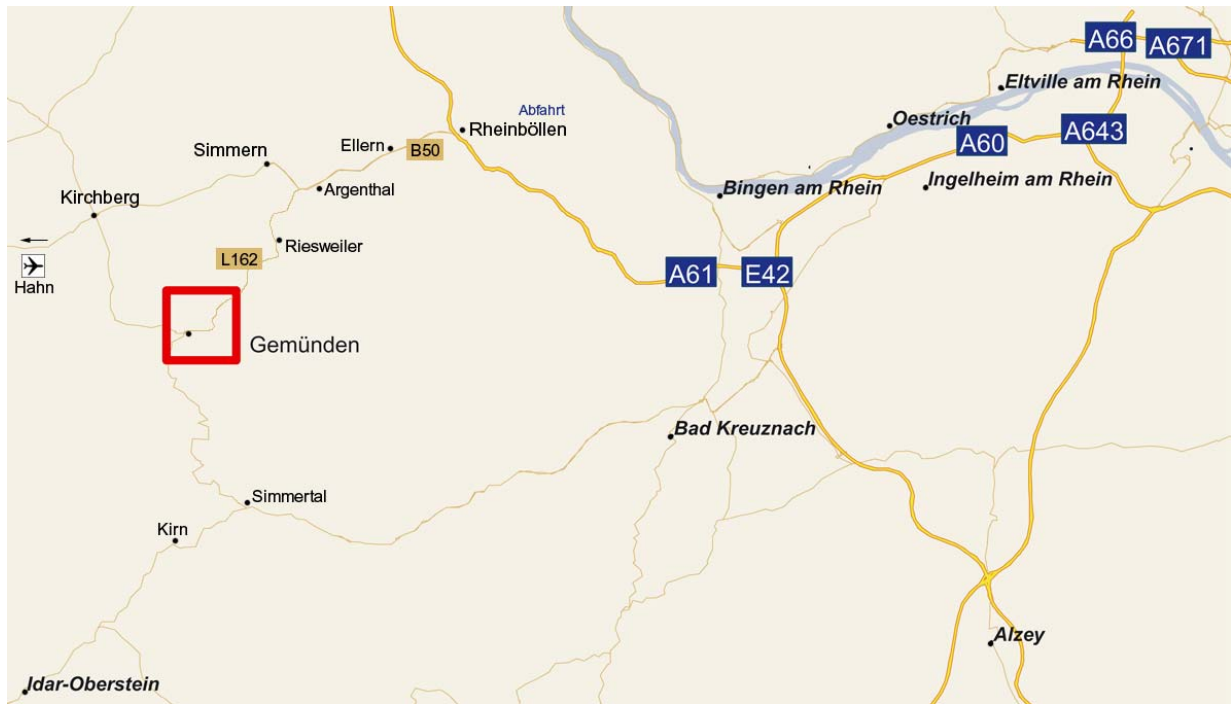 A66
A671
Eltville am Rhein
Abfahrt
Oestrich
Rheinböllen
A643
Ellern
B50
A60
Simmern
Argenthal
Bingen am Rhein
Ingelheim am Rhein
Kirchberg
Riesweiler
L162
A61
E42
Hahn
Gemünden
Bad Kreuznach
Simmertal
Kirn
Alzey
Idar-Oberstein